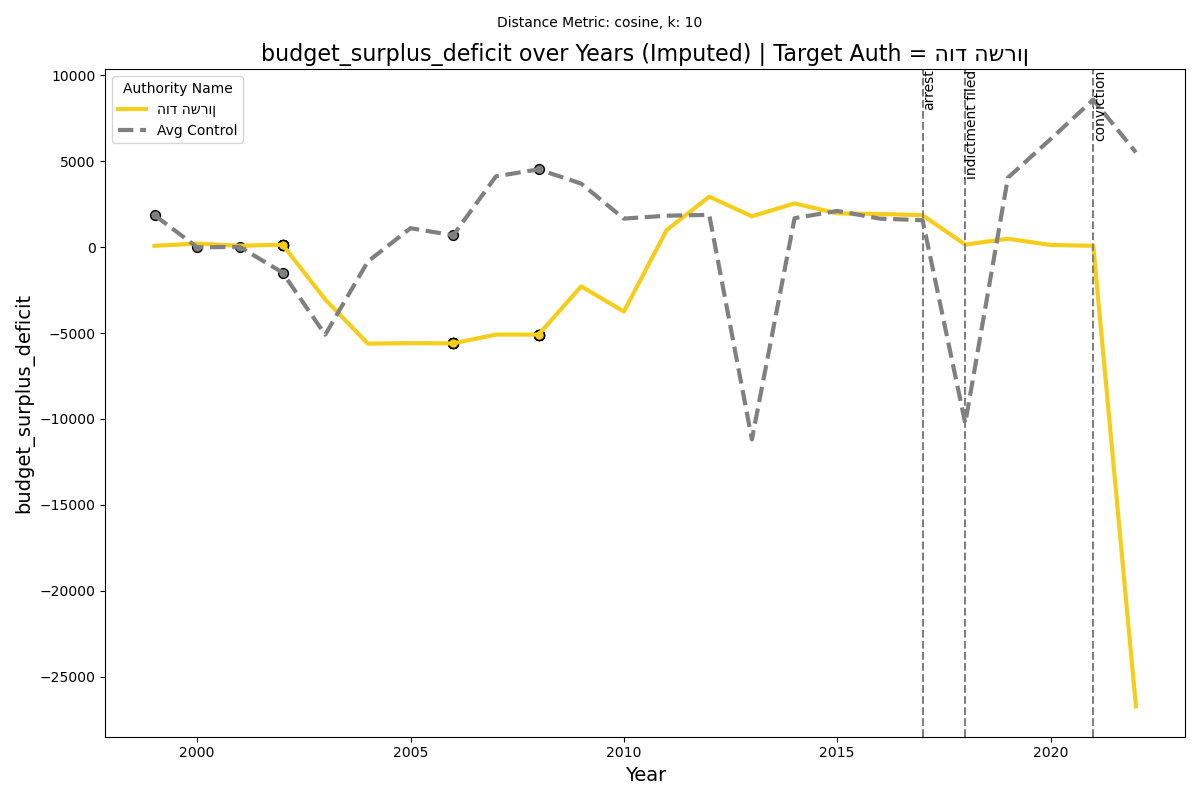 Distance Metric: cosine, k: 10
budget_surplus_deficit over Years (Imputed) | Target Auth = הוד השרון
Authority Name
הוד השרון
Avg Control
arrest
indictment filed
conviction
10000
5000
0
−5000
−10000
−15000
−20000
−25000
budget_surplus_deficit
2000
2005
2010
2015
2020
Year